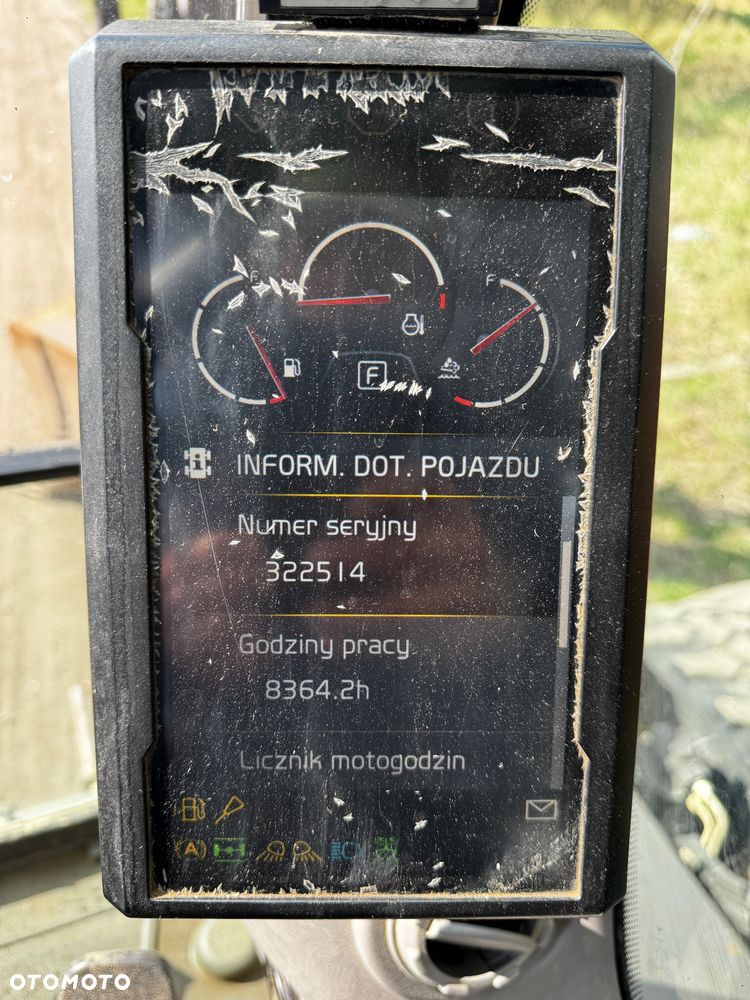 F
F
F
INFORM. DOT. POJAZDU
Numer seryjny
322514
Godziny pracy
8364.2h
Licznik motogodzin
(A)
OTOMOTO